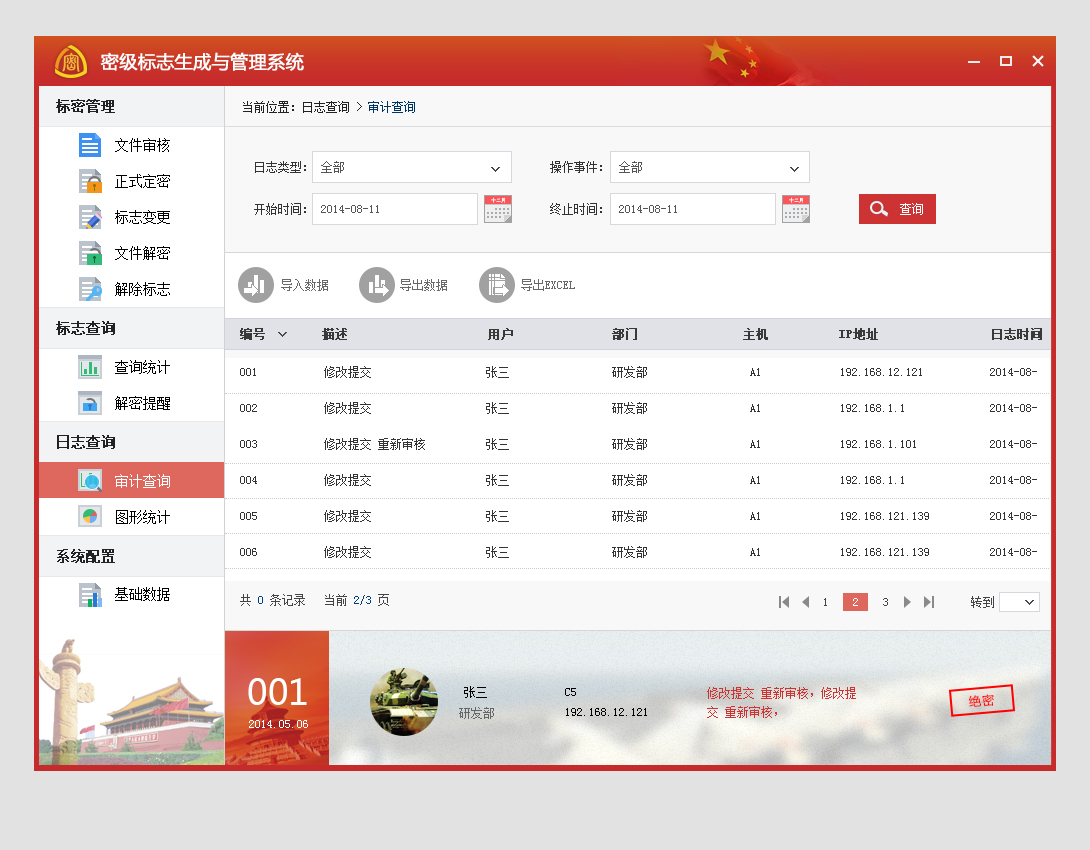 密级标志生成与管理系统
标密管理
文件审核
正式定密
标志变更
文件解密
解除标志
标志查询
查询统计
解密提醒
日志查询
审计查询
图形统计
系统配置
基础数据
当前位置: 日志查询 > 审计查询
日志类型: 全部 操作事件: 全部
开始时间: 2014-08-11 十二月 终止时间: 2014-08-11 十二月 查询
导入数据 导出数据 导出EXCEL
编号 描述 用户 部门 主机 IP地址 日志时间
001 修改提交 张三 研发部 A1 192.168.12.121 2014-08-
002 修改提交 张三 研发部 A1 192.168.1.1 2014-08-
003 修改提交 重新审核 张三 研发部 A1 192.168.1.101 2014-08-
004 修改提交 张三 研发部 A1 192.168.1.1 2014-08-
005 修改提交 张三 研发部 A1 192.168.121.139 2014-08-
006 修改提交 张三 研发部 A1 192.168.121.139 2014-08-
共 0 条记录 当前 2/3 页 1 2 3 转到
001
2014.05.06
张三
研发部
C5
192.168.12.121
修改提交 重新审核, 修改提
交 重新审核,
绝密